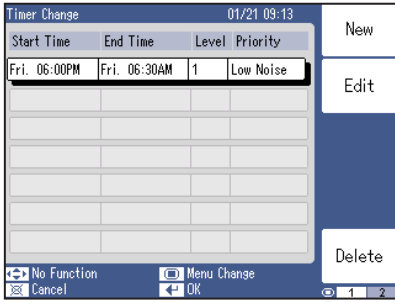 Timer Change 01/21 09:13
Start Time End Time Level Priority
Fri. 06:00PM Fri. 06:30AM 1 Low Noise
New
Edit
Delete
No Function Menu Change
Cancel OK
1 2